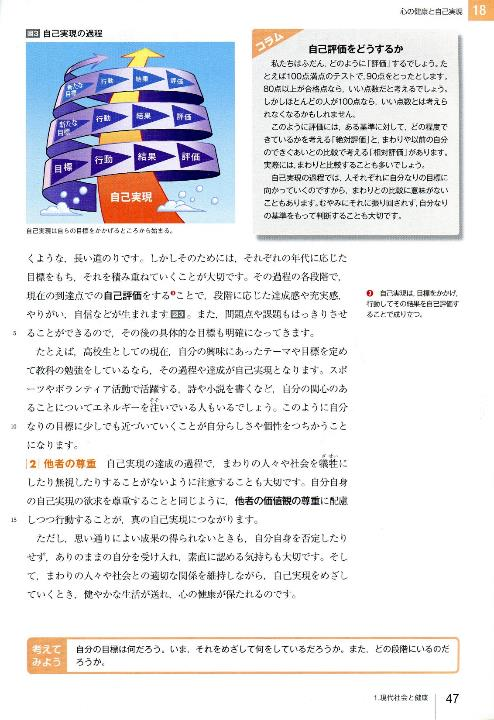 心の健康と自己実現 18
図3 自己実現の過程
新たな目標 行動 結果 評価
新たな目標 行動 結果 評価
目標 行動 結果 評価
自己実現
自己実現は自らの目標をかかげるところから始まる。
コラム
自己評価をどうするか
私たちはふだん,どのように「評価」するでしょう。た
とえば100点満点のテストで,90点をとったとします。
80点以上が合格点なら,いい点数だと考えるでしょう。
しかしほとんどの人が100点なら,いい点数とは考えら
れなくなるかもしれません。
このように評価には,ある基準に対して,どの程度で
きているかを考える「絶対評価」と,まわりや以前の自分
のできぐあいとの比較で考える「相対評価」があります。
実際には,まわりと比較することも多いでしょう。
自己実現の過程では,人それぞれに自分なりの目標に
向かっていくのですから,まわりとの比較に意味がない
こともあります。むやみにそれに振り回されず,自分なり
の基準をもって判断することも大切です。
くような,長い道のりです。しかしそのためには,それぞれの年代に応じた
目標をもち,それを積み重ねていくことが大切です。その過程の各段階で,
現在の到達点での自己評価をする❸ことで,段階に応じた達成感や充実感,
やりがい,自信などが生まれます図3。また,問題点や課題もはっきりさせ
5 ることができるので,その後の具体的な目標も明確になってきます。
たとえば,高校生としての現在,自分の興味にあったテーマや目標を定め
て教科の勉強をしているなら,その過程や達成が自己実現となります。スポ
ーツやボランティア活動で活躍する,詩や小説を書くなど,自分の関心のあ
ることについてエネルギーを注いでいる人もいるでしょう。このように自分
10 なりの目標に少しでも近づいていくことが自分らしさや個性をつちかうこと
になります。
2 他者の尊重 自己実現の達成の過程で,まわりの人々や社会を犠牲に
したり無視したりすることがないように注意することも大切です。自分自身
の自己実現の欲求を尊重することと同じように,他者の価値観の尊重に配慮
15 しつつ行動することが,真の自己実現につながります。
ただし,思い通りによい成果の得られないときも,自分自身を否定したり
せず,ありのままの自分を受け入れ,素直に認める気持ちも大切です。そし
て,まわりの人々や社会との適切な関係を維持しながら,自己実現をめざし
ていくとき,健やかな生活が送れ,心の健康が保たれるのです。
❸ 自己実現は,目標をかかげ,
行動してその結果を自己評価す
ることで成り立つ。
考えてみよう
自分の目標は何だろう。いま,それをめざして何をしているだろうか。また,どの段階にいるのだ
ろうか。
1.現代社会と健康 47